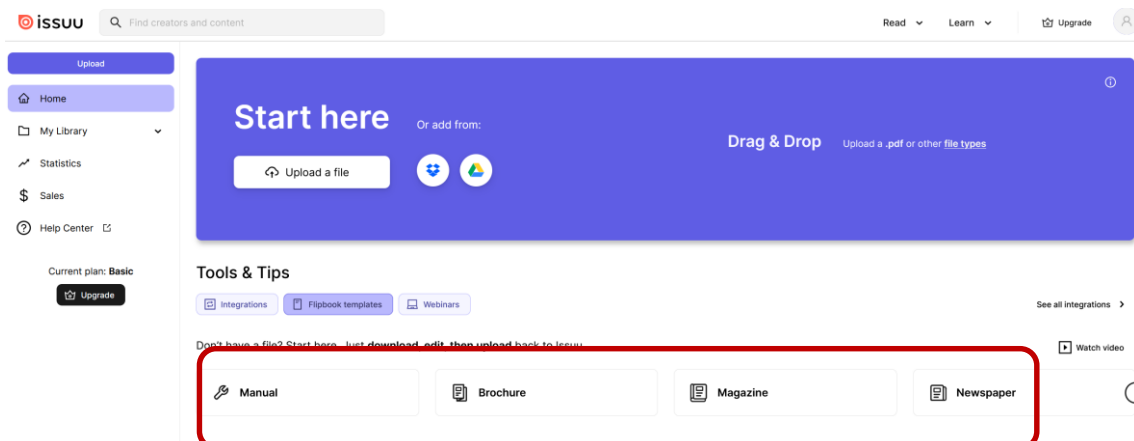 issuu
Find creators and content
Read
Learn
Upgrade
Upload
Home
My Library
Statistics
$ Sales
Help Center
Current plan: Basic
Upgrade
Start here
Upload a file
Or add from:
Drag & Drop
Upload a .pdf or other file types
Tools & Tips
Integrations
Flipbook templates
Webinars
See all integrations
Don't have a file? Start here. Just download, edit, then upload back to Issuu
Watch video
Manual
Brochure
Magazine
Newspaper